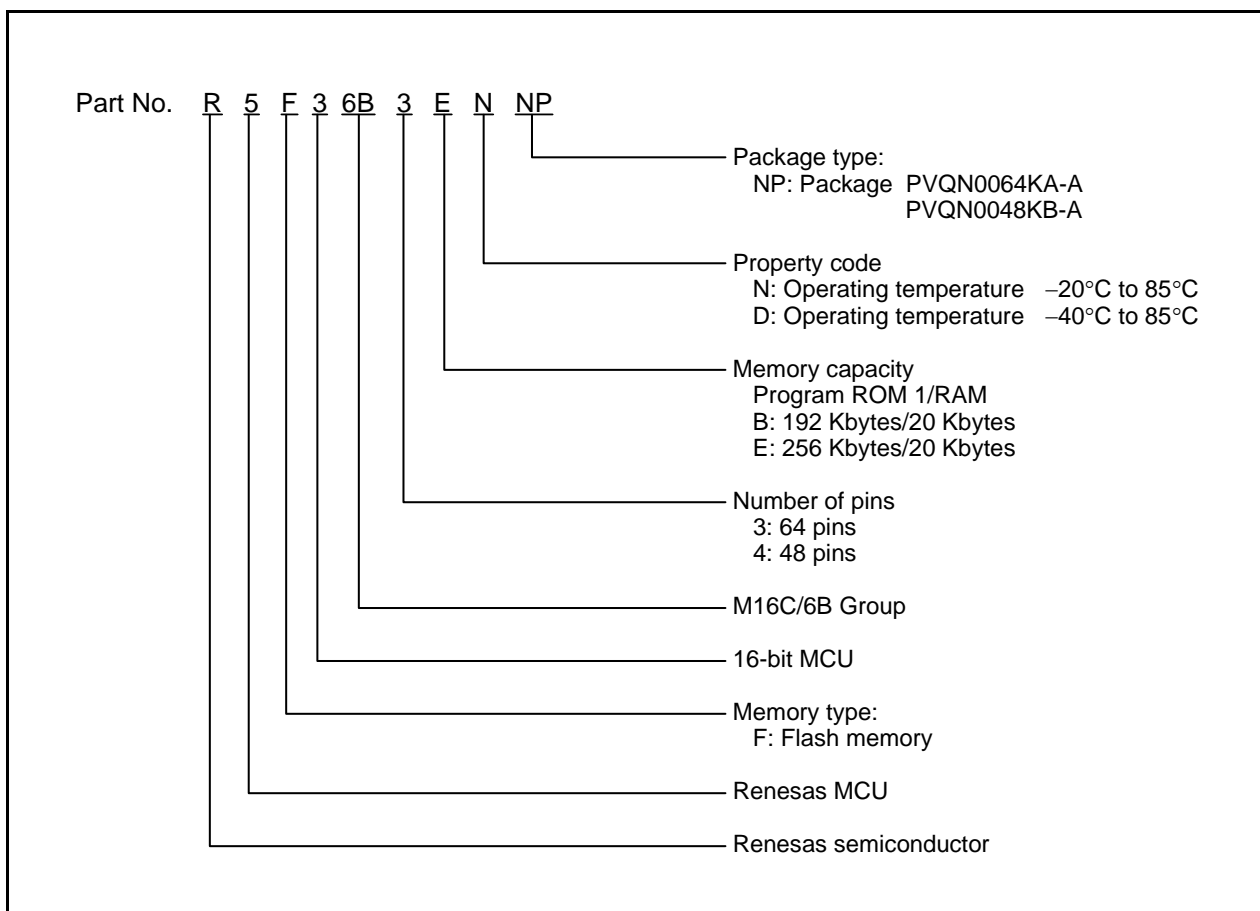 Part No. R 5 F 3 6B 3 E N NP
Package type:
NP: Package PVQN0064KA-A
PVQN0048KB-A
Property code
N: Operating temperature −20°C to 85°C
D: Operating temperature −40°C to 85°C
Memory capacity
Program ROM 1/RAM
B: 192 Kbytes/20 Kbytes
E: 256 Kbytes/20 Kbytes
Number of pins
3: 64 pins
4: 48 pins
M16C/6B Group
16-bit MCU
Memory type:
F: Flash memory
Renesas MCU
Renesas semiconductor